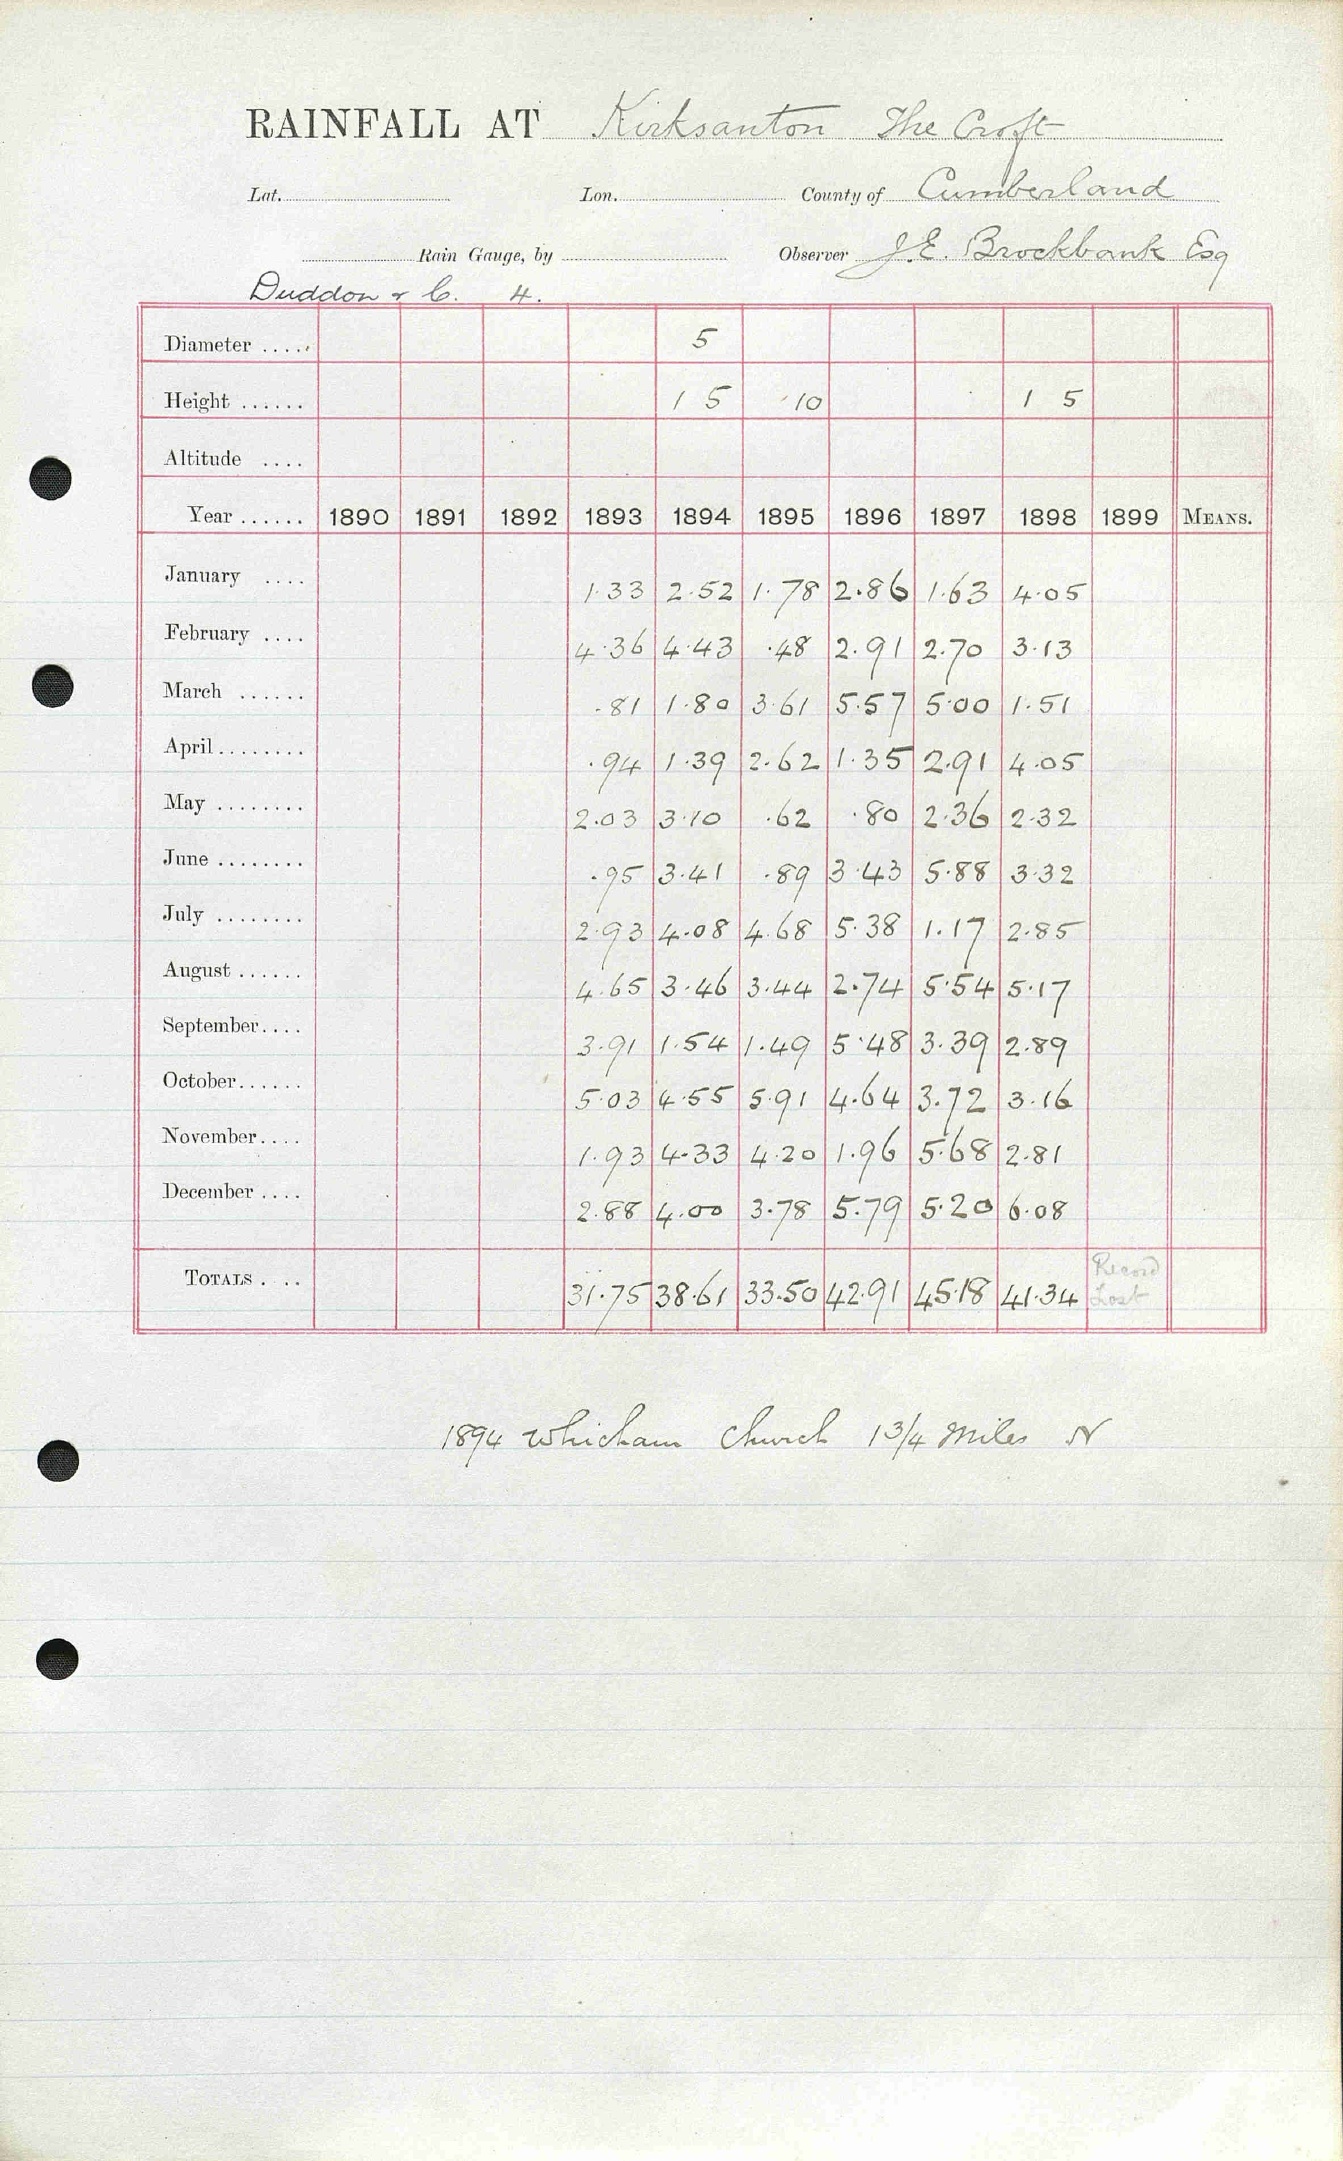 RAINFALL AT Kirksanton The Croft
Lat. Lon. County of Cumberland
Rain Gauge, by Observer J.E. Brockbank Esq
Duddon & C. 4.
Diameter .... 5
Height ...... 1 5 10 1 5
Altitude ....
Year ...... 1890 1891 1892 1893 1894 1895 1896 1897 1898 1899 MEANS.
January .... 1.33 2.52 1.78 2.86 1.63 4.05
February .... 4.36 4.43 .48 2.91 2.70 3.13
March ...... .81 1.80 3.61 5.57 5.00 1.51
April ........ .94 1.39 2.62 1.35 2.91 4.05
May ........ 2.03 3.10 .62 .80 2.36 2.32
June ........ .95 3.41 .89 3.43 5.88 3.32
July ........ 2.93 4.08 4.68 5.38 1.17 2.85
August ...... 4.65 3.46 3.44 2.74 5.54 5.17
September .... 3.91 1.54 1.49 5.48 3.39 2.89
October ...... 5.03 4.55 5.91 4.64 3.72 3.16
November .... 1.93 4.33 4.20 1.96 5.68 2.81
December .... 2.88 4.00 3.78 5.79 5.20 6.08
TOTALS .... 31.75 38.61 33.50 42.91 45.18 41.34 Record Lost
1894 Whicham Church 1 3/4 Miles N